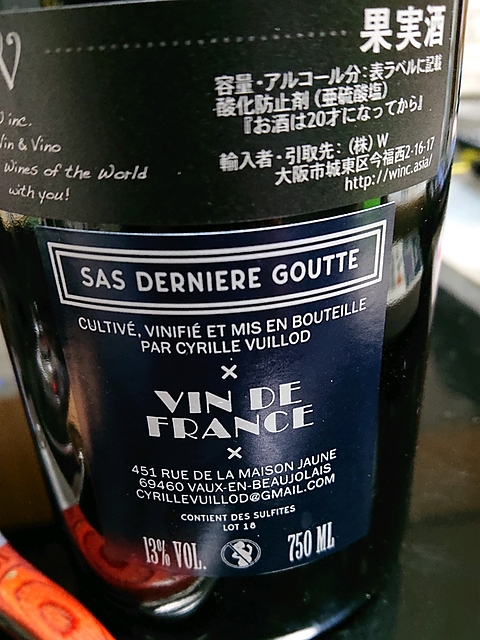 果実酒
容量・アルコール分：表ラベルに記載
酸化防止剤（亜硫酸塩）
『お酒は20才になってから』
輸入者・引取先：（株）W
大阪市城東区今福西2-16-17
http://winc.asia/
inc.
in & Vino
Wines of the World
with you!
SAS DERNIERE GOUTTE
CULTIVÉ, VINIFIÉ ET MIS EN BOUTEILLE
PAR CYRILLE VUILLOD
×
VIN DE
FRANCE
×
451 RUE DE LA MAISON JAUNE
69460 VAUX-EN-BEAUJOLAIS
CYRILLEVUILLOD@GMAIL.COM
CONTIENT DES SULFITES
LOT 18
13% VOL.
750 ML